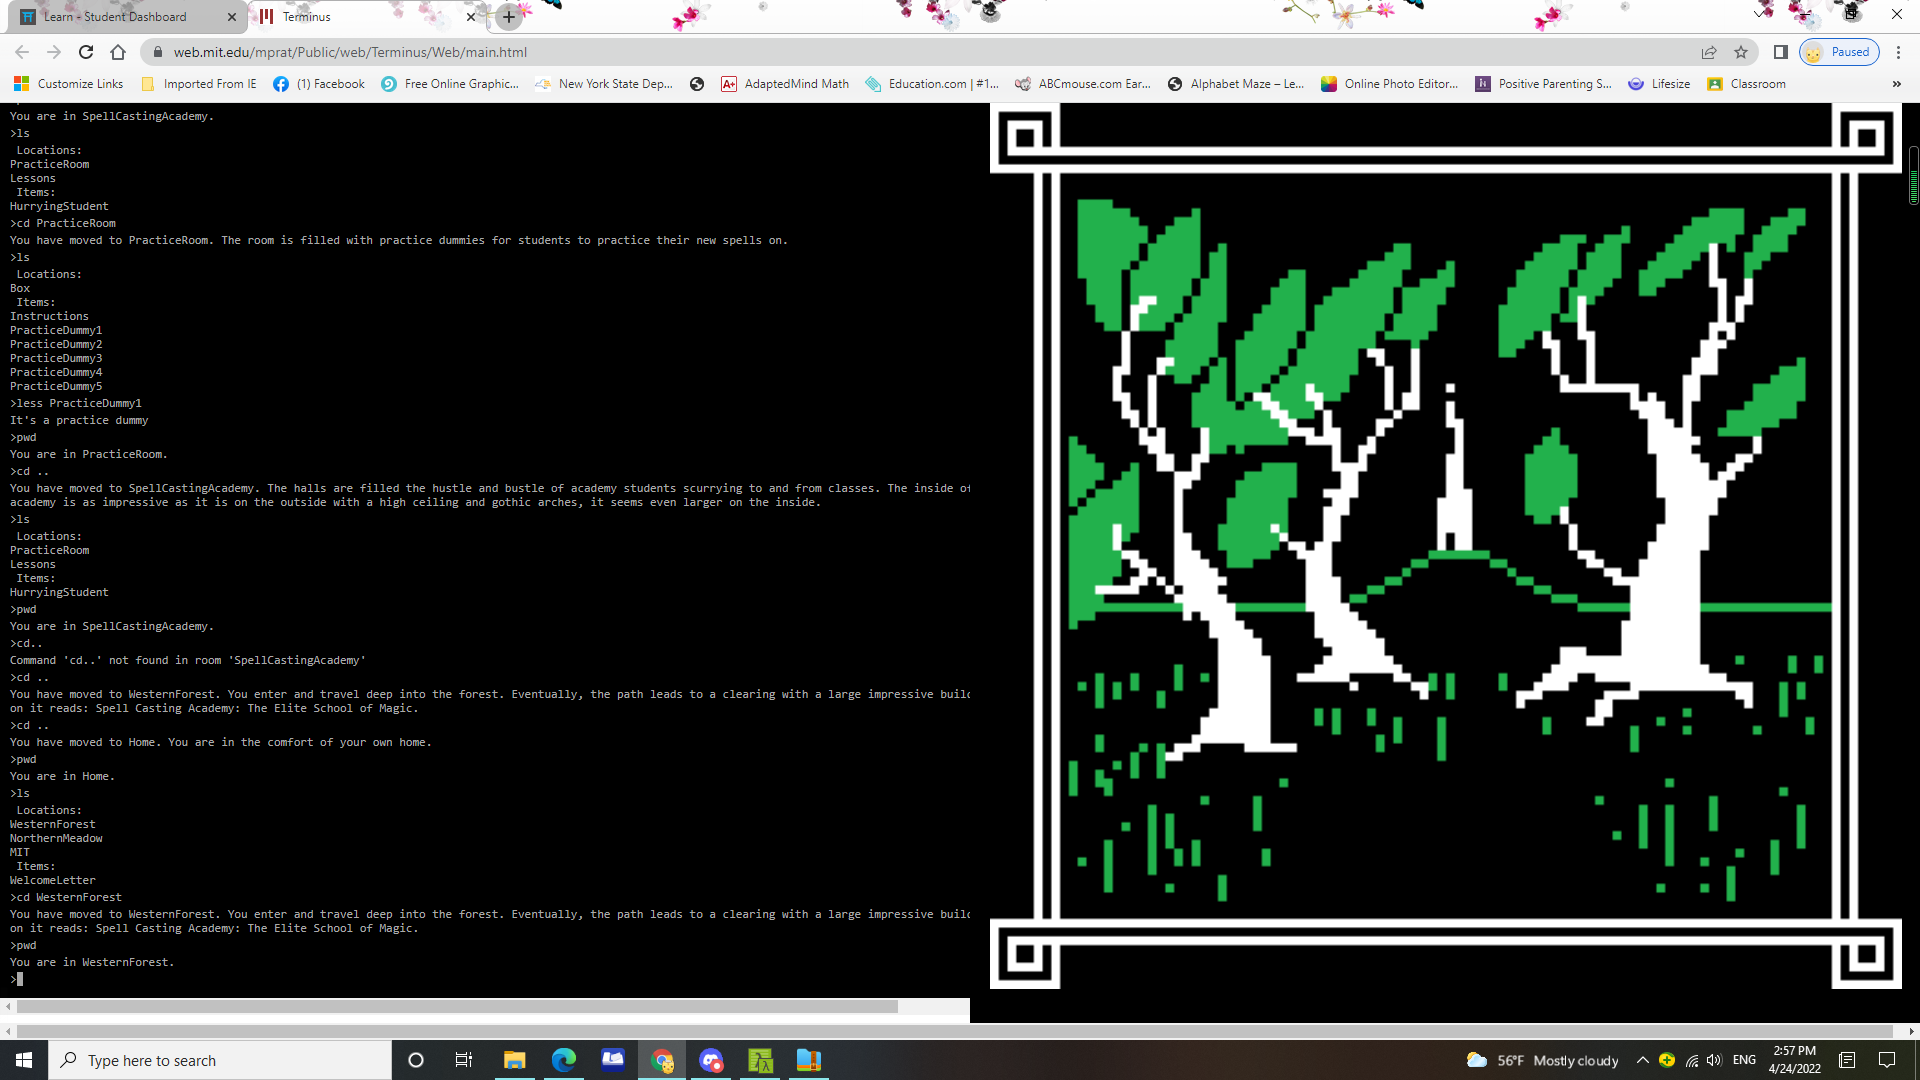 Learn - Student Dashboard
Terminus
web.mit.edu/mprat/Public/web/Terminus/Web/main.html
Paused
Customize Links
Imported From IE
(1) Facebook
Free Online Graphic...
New York State Dep...
A+ AdaptedMind Math
Education.com | #1...
ABCmouse.com Ear...
Alphabet Maze – Le...
Online Photo Editor...
Positive Parenting S...
Lifesize
Classroom
»
You are in SpellCastingAcademy.
>ls
Locations:
PracticeRoom
Lessons
Items:
HurryingStudent
>cd PracticeRoom
You have moved to PracticeRoom. The room is filled with practice dummies for students to practice their new spells on.
>ls
Locations:
Box
Items:
Instructions
PracticeDummy1
PracticeDummy2
PracticeDummy3
PracticeDummy4
PracticeDummy5
>less PracticeDummy1
It's a practice dummy
>pwd
You are in PracticeRoom.
>cd ..
You have moved to SpellCastingAcademy. The halls are filled the hustle and bustle of academy students scurrying to and from classes. The inside of
academy is as impressive as it is on the outside with a high ceiling and gothic arches, it seems even larger on the inside.
>ls
Locations:
PracticeRoom
Lessons
Items:
HurryingStudent
>pwd
You are in SpellCastingAcademy.
>cd..
Command 'cd..' not found in room 'SpellCastingAcademy'
>cd ..
You have moved to WesternForest. You enter and travel deep into the forest. Eventually, the path leads to a clearing with a large impressive buil
on it reads: Spell Casting Academy: The Elite School of Magic.
>cd ..
You have moved to Home. You are in the comfort of your own home.
>pwd
You are in Home.
>ls
Locations:
WesternForest
NorthernMeadow
MIT
Items:
WelcomeLetter
>cd WesternForest
You have moved to WesternForest. You enter and travel deep into the forest. Eventually, the path leads to a clearing with a large impressive buil
on it reads: Spell Casting Academy: The Elite School of Magic.
>pwd
You are in WesternForest.
>
Type here to search
56°F Mostly cloudy
ENG
2:57 PM
4/24/2022